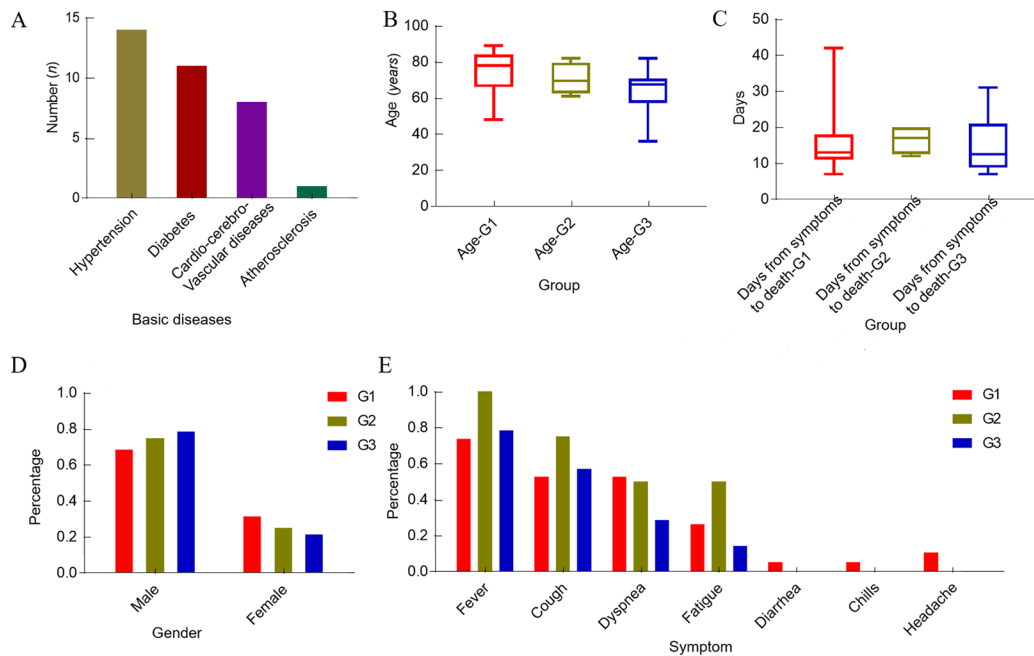 A
Number (n)
15
10
5
0
Hypertension
Diabetes
Cardio-cerebro-
Vascular diseases
Atherosclerosis
Basic diseases
B
Age (years)
100
80
60
40
20
0
Age-G1
Age-G2
Age-G3
Group
C
Days
50
40
30
20
10
0
Days from symptoms
to death-G1
Days from symptoms
to death-G2
Days from symptoms
to death-G3
Group
D
Percentage
1.0
0.8
0.6
0.4
0.2
0.0
Male
Female
Gender
G1
G2
G3
E
Percentage
1.0
0.8
0.6
0.4
0.2
0.0
Fever
Cough
Dyspnea
Fatigue
Diarrhea
Chills
Headache
Symptom
G1
G2
G3